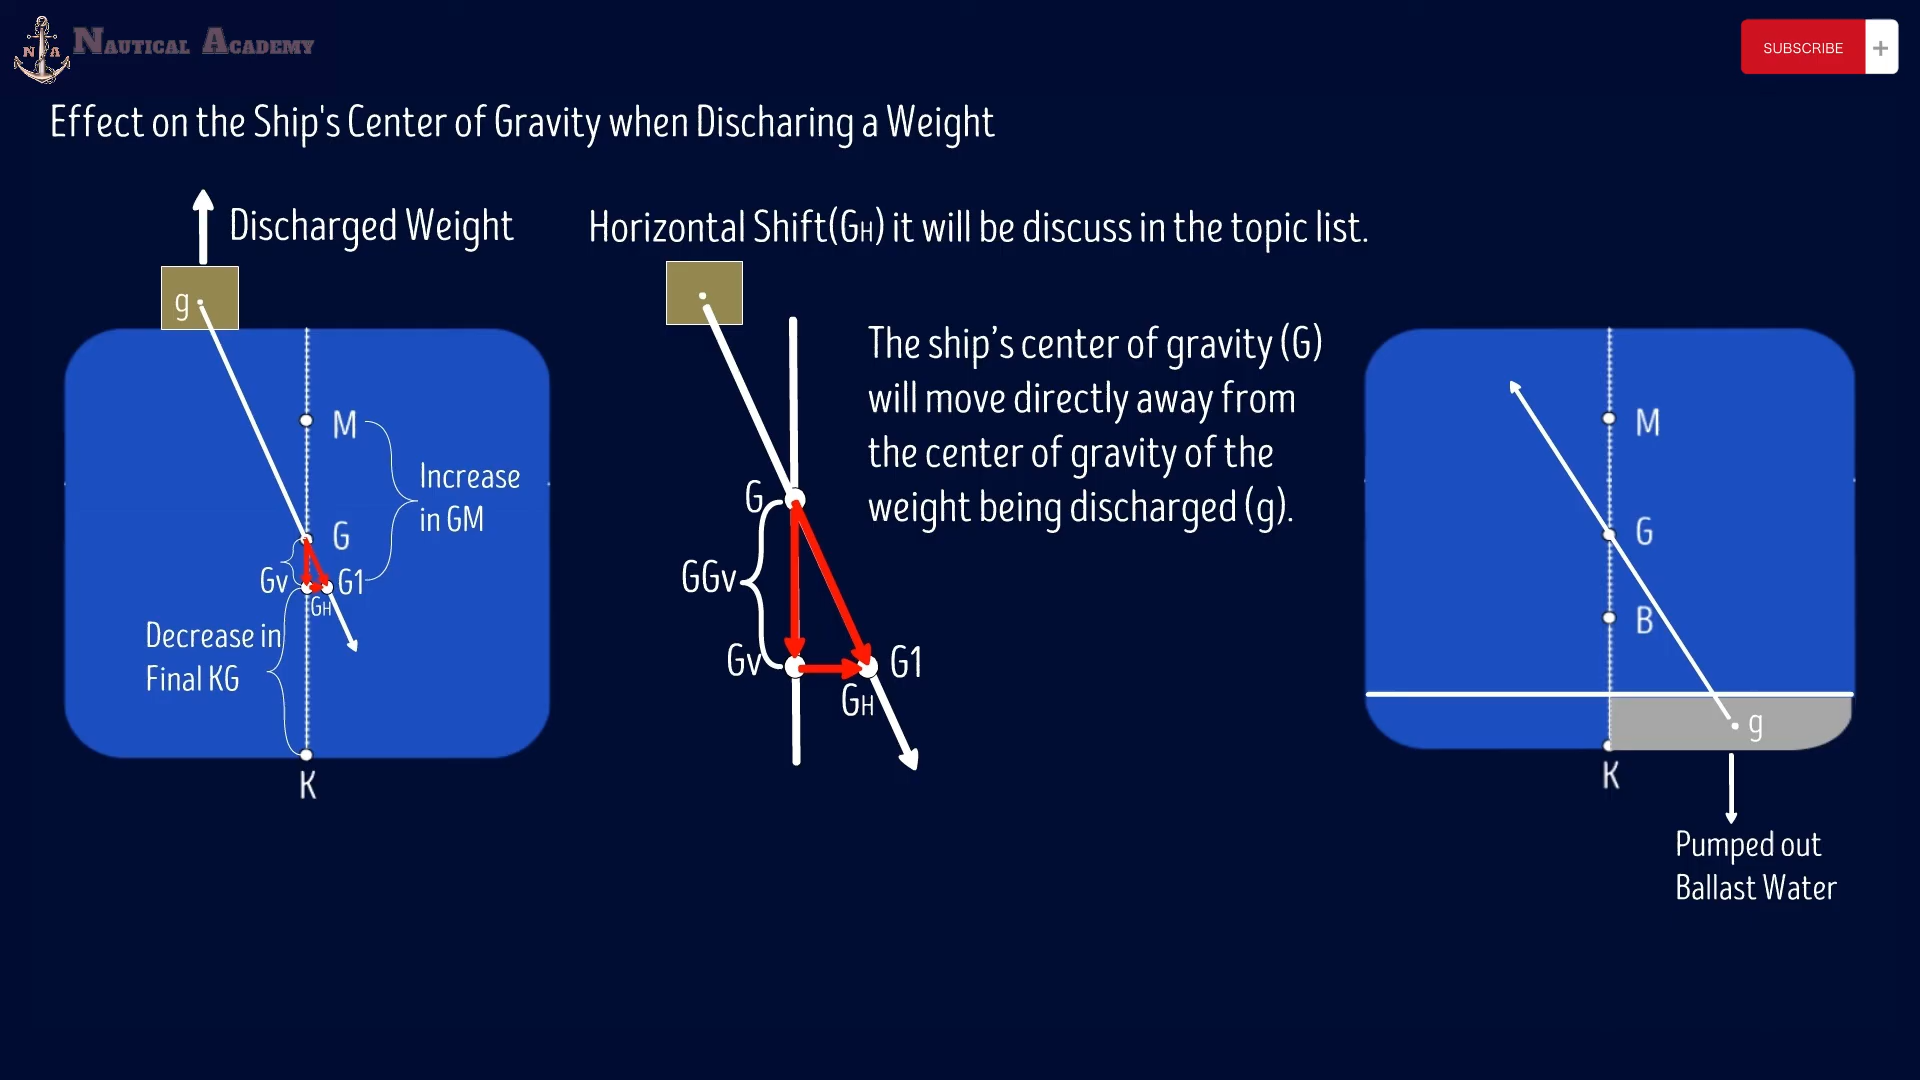 N A NAUTICAL ACADEMY
SUBSCRIBE +
Effect on the Ship's Center of Gravity when Discharing a Weight
Discharged Weight
Horizontal Shift(GH) it will be discuss in the topic list.
g
M
Increase
in GM
G
Gv
G1
GH
Decrease in
Final KG
K
The ship’s center of gravity (G)
will move directly away from
the center of gravity of the
weight being discharged (g).
G
GGv
Gv
G1
GH
M
G
B
g
K
Pumped out
Ballast Water